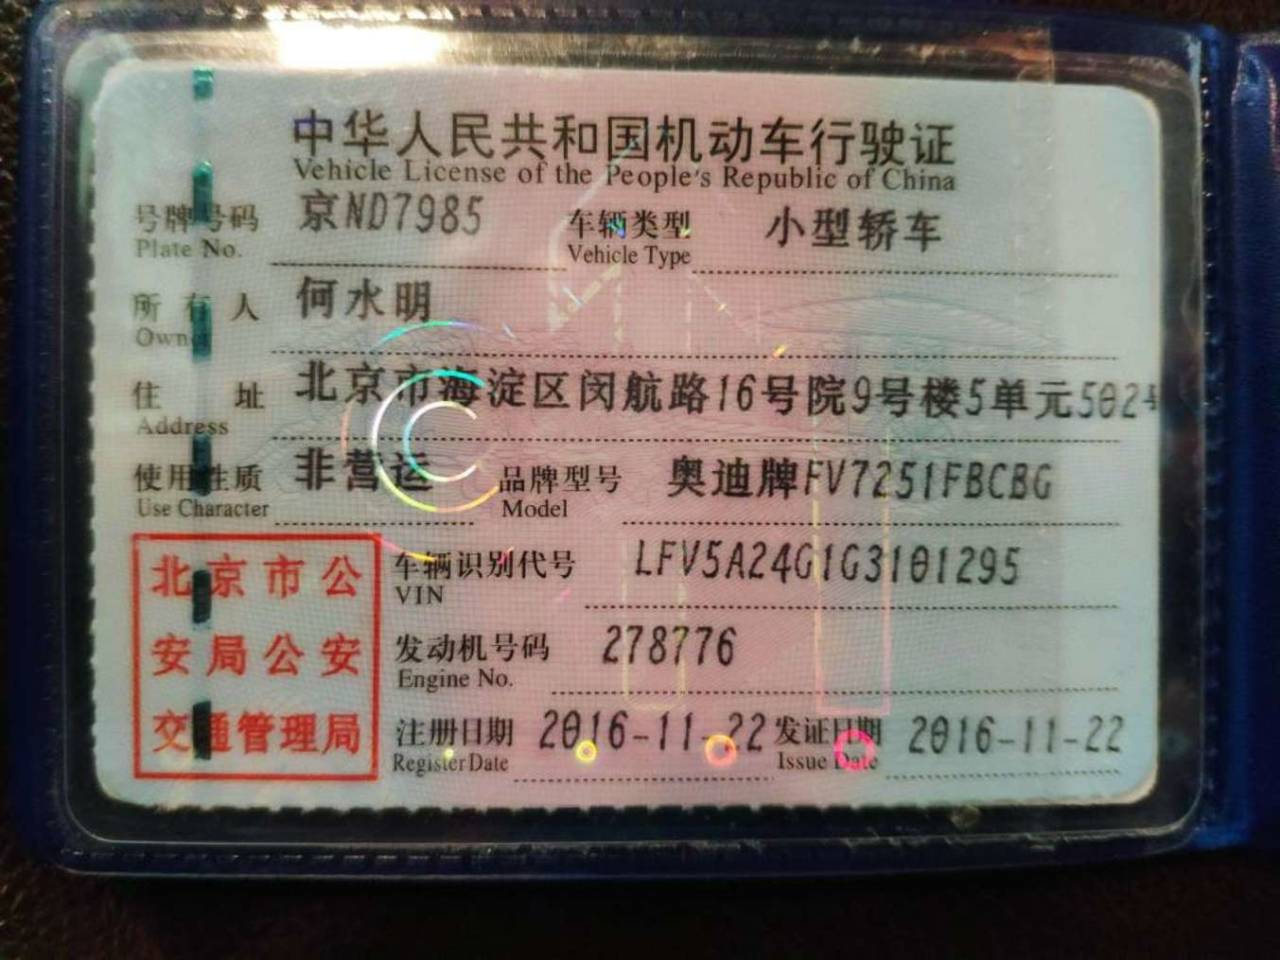 中华人民共和国机动车行驶证
Vehicle License of the People's Republic of China
号牌号码 京ND7985 车辆类型 小型轿车
Plate No. Vehicle Type
所有人 何水明
Owner
住址 北京市海淀区闵航路16号院9号楼5单元502号
Address
使用性质 非营运 品牌型号 奥迪牌FV7251FBCBG
Use Character Model
北京市公
安局公安
交通管理局
车辆识别代号 LFV5A24G1G3101295
VIN
发动机号码 278776
Engine No.
注册日期 2016-11-22 发证日期 2016-11-22
Register Date Issue Date